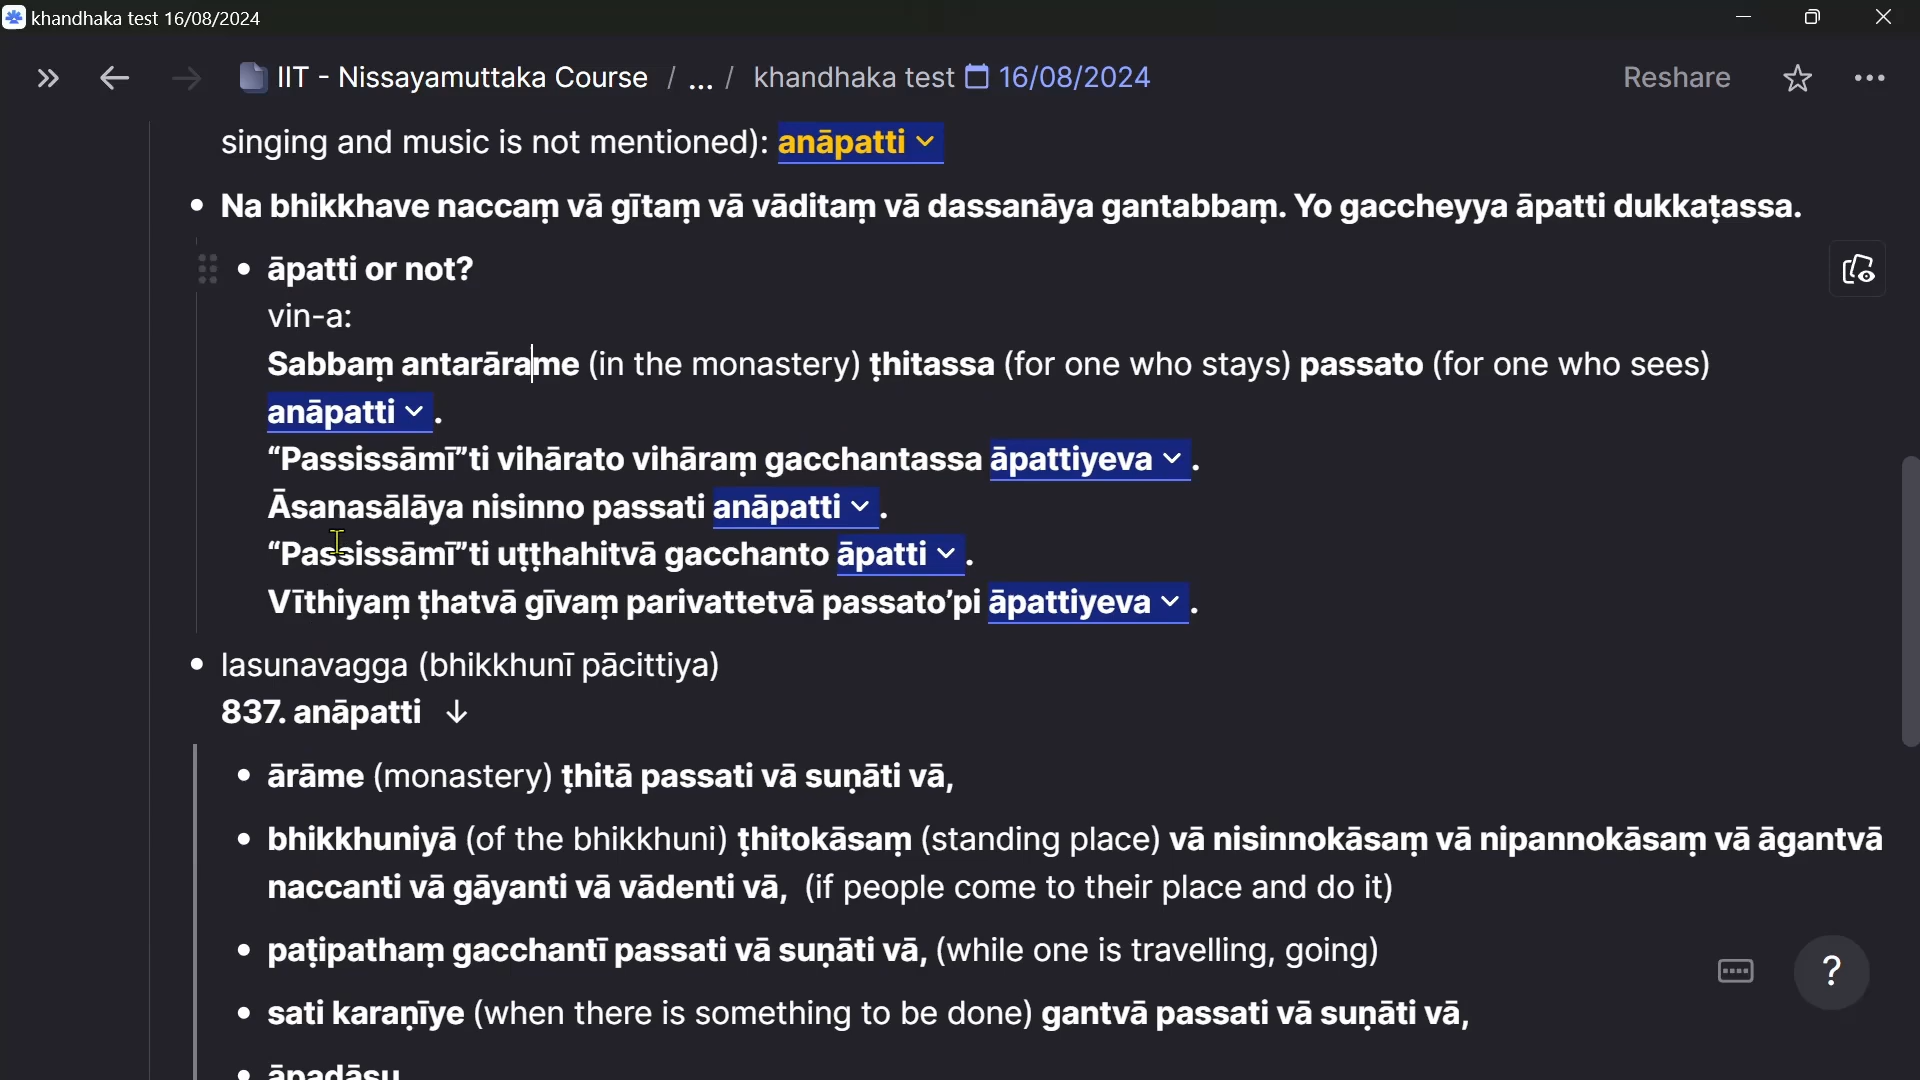 khandhaka test 16/08/2024
IIT - Nissayamuttaka Course / ... / khandhaka test 16/08/2024 Reshare
singing and music is not mentioned): anāpatti
• Na bhikkhave naccaṃ vā gītaṃ vā vāditaṃ vā dassanāya gantabbaṃ. Yo gaccheyya āpatti dukkaṭassa.
• āpatti or not?
vin-a:
Sabbaṃ antarārame (in the monastery) ṭhitassa (for one who stays) passato (for one who sees)
anāpatti.
“Passissāmī”ti vihārato vihāraṃ gacchantassa āpattiyeva.
Āsanasālāya nisinno passati anāpatti.
“Passissāmī”ti uṭṭhahitvā gacchanto āpatti.
Vīthiyaṃ ṭhatvā gīvaṃ parivattetvā passato’pi āpattiyeva.
• lasunavagga (bhikkhunī pācittiya)
837. anāpatti ↓
• ārāme (monastery) ṭhitā passati vā suṇāti vā,
• bhikkhuniyā (of the bhikkhuni) ṭhitokāsaṃ (standing place) vā nisinnokāsaṃ vā nipannokāsaṃ vā āgantvā
naccanti vā gāyanti vā vādenti vā, (if people come to their place and do it)
• paṭipathaṃ gacchantī passati vā suṇāti vā, (while one is travelling, going)
?
• sati karaṇīye (when there is something to be done) gantvā passati vā suṇāti vā,
• āpadāsu